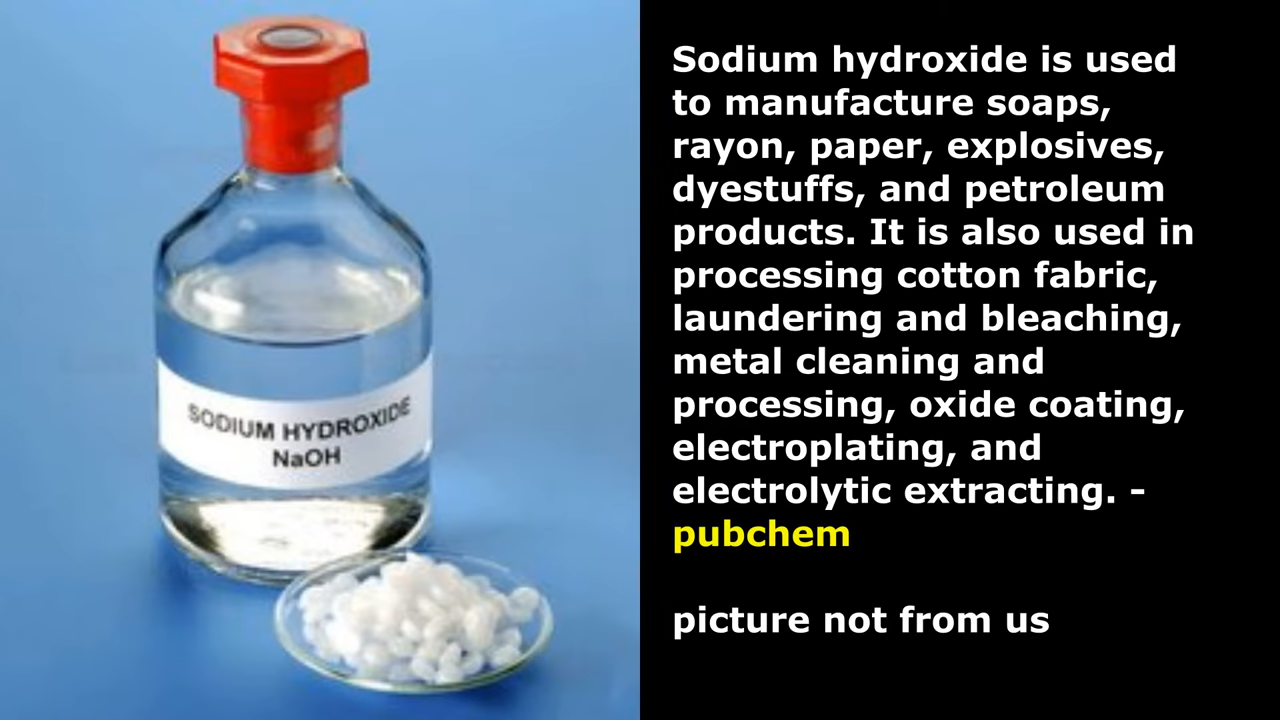 SODIUM HYDROXIDE
NaOH
Sodium hydroxide is used
to manufacture soaps,
rayon, paper, explosives,
dyestuffs, and petroleum
products. It is also used in
processing cotton fabric,
laundering and bleaching,
metal cleaning and
processing, oxide coating,
electroplating, and
electrolytic extracting. -
pubchem
picture not from us